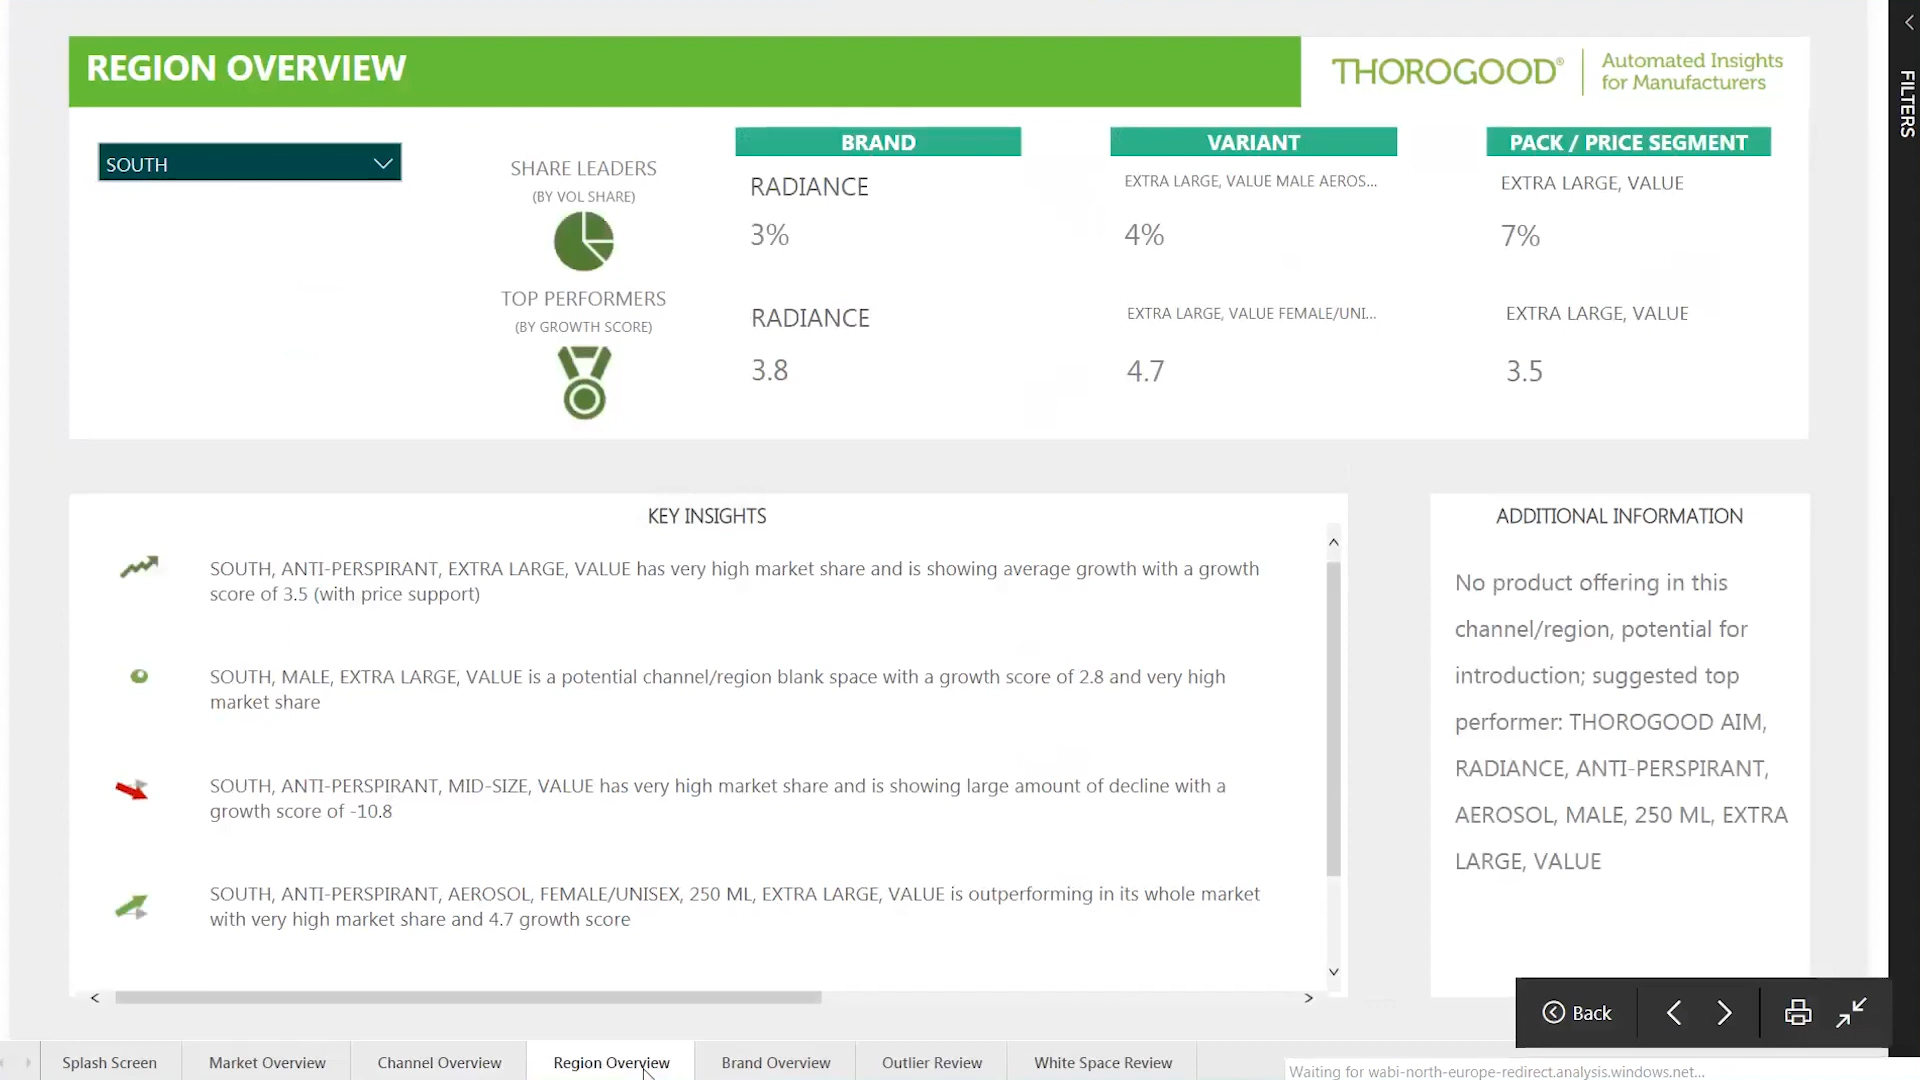 REGION OVERVIEW
THOROGOOD®
Automated Insights
for Manufacturers
FILTERS
SOUTH
SHARE LEADERS
(BY VOL SHARE)
TOP PERFORMERS
(BY GROWTH SCORE)
BRAND
RADIANCE
3%
RADIANCE
3.8
VARIANT
EXTRA LARGE, VALUE MALE AEROS...
4%
EXTRA LARGE, VALUE FEMALE/UNI...
4.7
PACK / PRICE SEGMENT
EXTRA LARGE, VALUE
7%
EXTRA LARGE, VALUE
3.5
KEY INSIGHTS
SOUTH, ANTI-PERSPIRANT, EXTRA LARGE, VALUE has very high market share and is showing average growth with a growth
score of 3.5 (with price support)
SOUTH, MALE, EXTRA LARGE, VALUE is a potential channel/region blank space with a growth score of 2.8 and very high
market share
SOUTH, ANTI-PERSPIRANT, MID-SIZE, VALUE has very high market share and is showing large amount of decline with a
growth score of -10.8
SOUTH, ANTI-PERSPIRANT, AEROSOL, FEMALE/UNISEX, 250 ML, EXTRA LARGE, VALUE is outperforming in its whole market
with very high market share and 4.7 growth score
ADDITIONAL INFORMATION
No product offering in this
channel/region, potential for
introduction; suggested top
performer: THOROGOOD AIM,
RADIANCE, ANTI-PERSPIRANT,
AEROSOL, MALE, 250 ML, EXTRA
LARGE, VALUE
Back
Splash Screen
Market Overview
Channel Overview
Region Overview
Brand Overview
Outlier Review
White Space Review
Waiting for wabi-north-europe-redirect.analysis.windows.net...